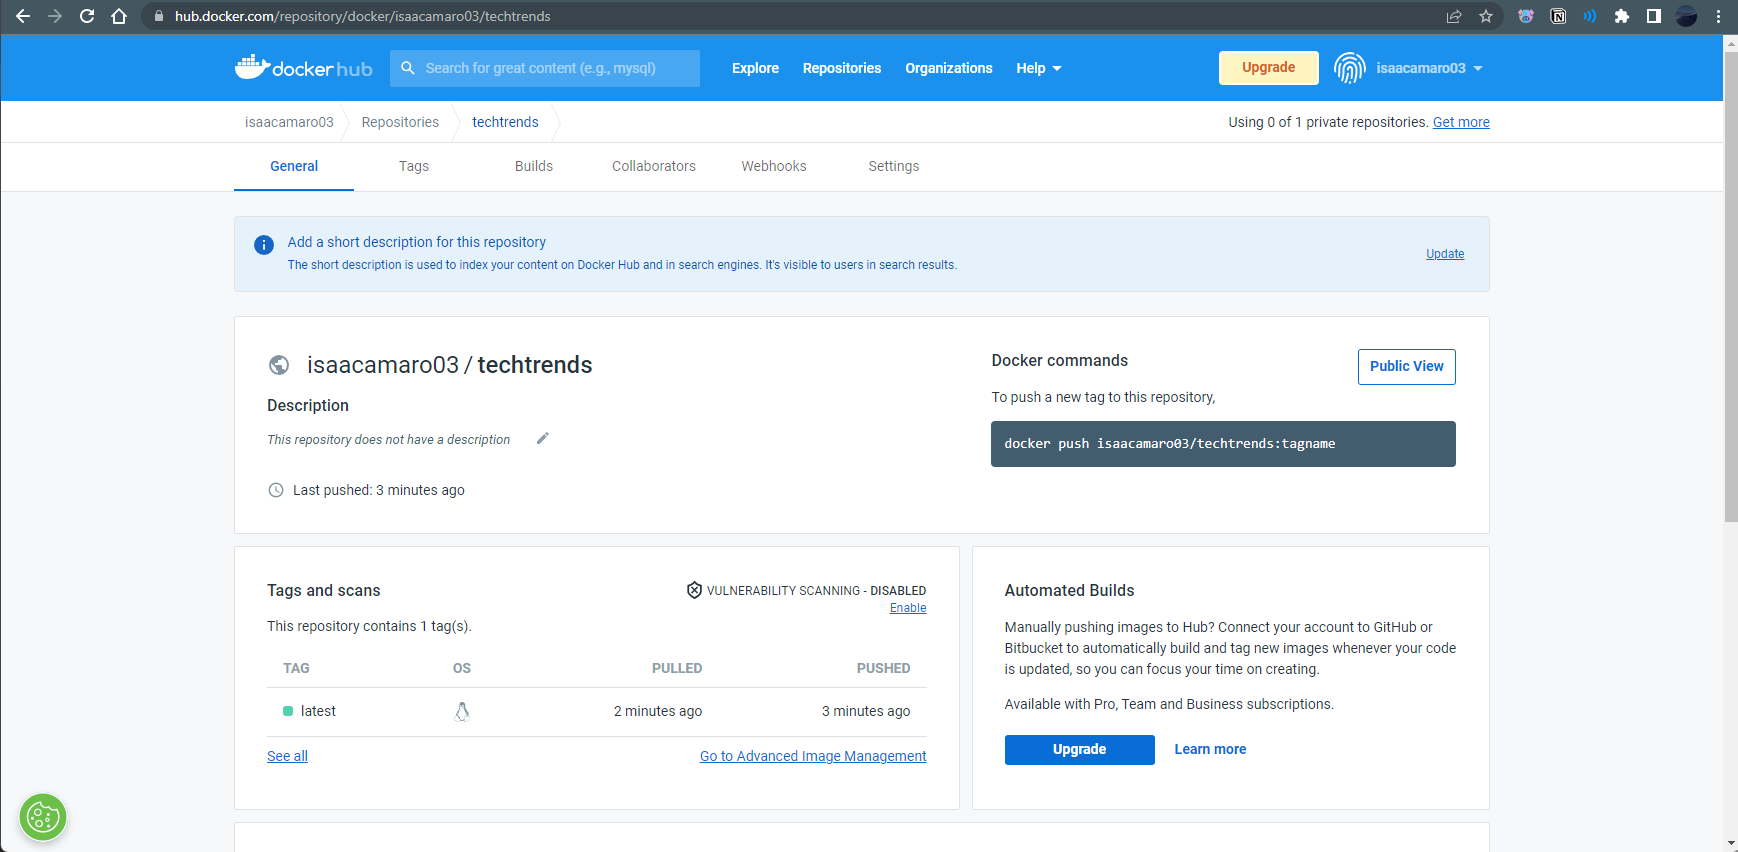 hub.docker.com/repository/docker/isaacamaro03/techtrends
docker hub
Search for great content (e.g., mysql)
Explore
Repositories
Organizations
Help
Upgrade
isaacamaro03
isaacamaro03
Repositories
techtrends
Using 0 of 1 private repositories. Get more
General
Tags
Builds
Collaborators
Webhooks
Settings
Add a short description for this repository
The short description is used to index your content on Docker Hub and in search engines. It's visible to users in search results.
Update
isaacamaro03 / techtrends
Description
This repository does not have a description
Last pushed: 3 minutes ago
Docker commands
Public View
To push a new tag to this repository,
docker push isaacamaro03/techtrends:tagname
Tags and scans
VULNERABILITY SCANNING - DISABLED
Enable
This repository contains 1 tag(s).
TAG OS PULLED PUSHED
latest 2 minutes ago 3 minutes ago
See all
Go to Advanced Image Management
Automated Builds
Manually pushing images to Hub? Connect your account to GitHub or
Bitbucket to automatically build and tag new images whenever your code
is updated, so you can focus your time on creating.
Available with Pro, Team and Business subscriptions.
Upgrade
Learn more